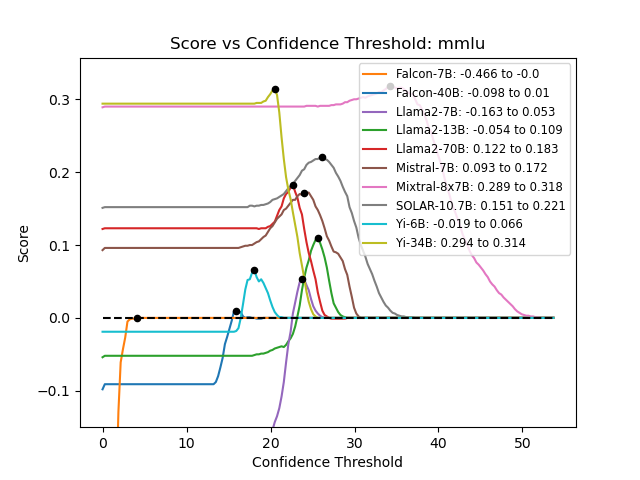 Score vs Confidence Threshold: mmlu
Falcon-7B: -0.466 to -0.0
Falcon-40B: -0.098 to 0.01
Llama2-7B: -0.163 to 0.053
Llama2-13B: -0.054 to 0.109
Llama2-70B: 0.122 to 0.183
Mistral-7B: 0.093 to 0.172
Mixtral-8x7B: 0.289 to 0.318
SOLAR-10.7B: 0.151 to 0.221
Yi-6B: -0.019 to 0.066
Yi-34B: 0.294 to 0.314
Score
0.3
0.2
0.1
0.0
−0.1
0 10 20 30 40 50
Confidence Threshold